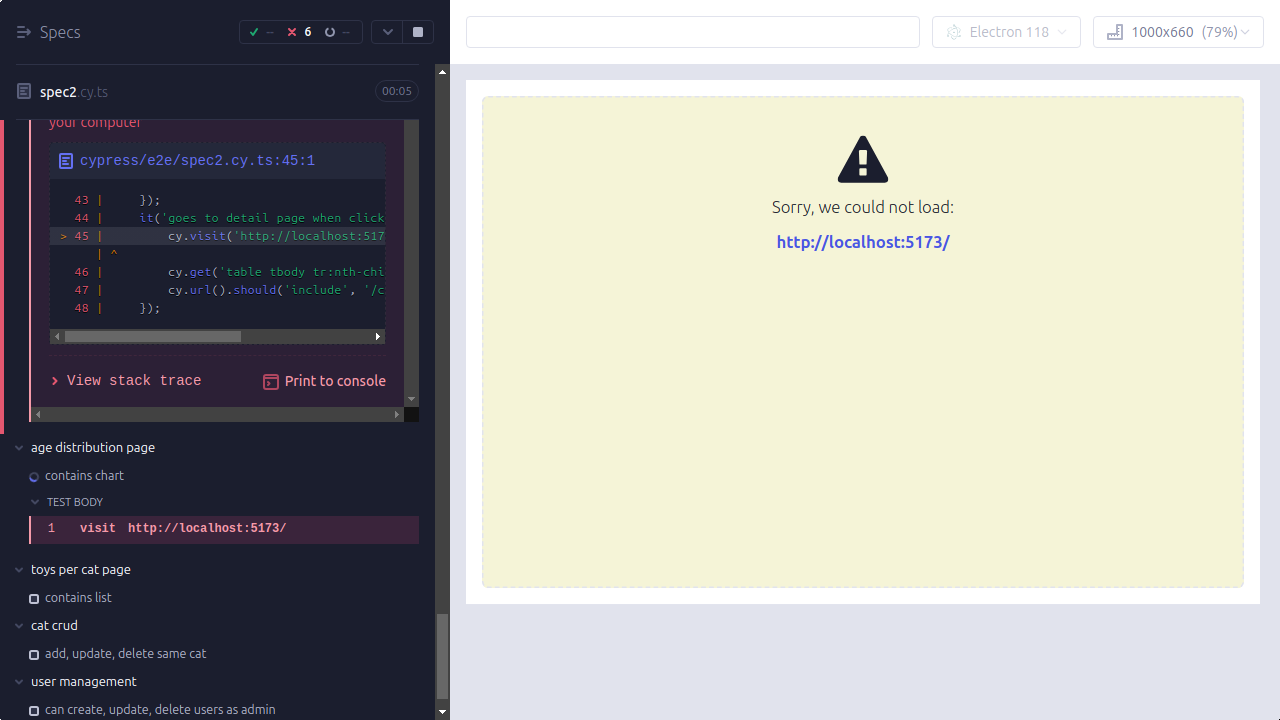 Specs
-- 6 --
Electron 118
1000x660 (79%)
spec2.cy.ts
00:05
your computer
cypress/e2e/spec2.cy.ts:45:1
43 | });
44 | it('goes to detail page when click
> 45 | cy.visit('http://localhost:517
| ^
46 | cy.get('table tbody tr:nth-chi
47 | cy.url().should('include', '/c
48 | });
View stack trace
Print to console
age distribution page
contains chart
TEST BODY
1 visit http://localhost:5173/
toys per cat page
contains list
cat crud
add, update, delete same cat
user management
can create, update, delete users as admin
Sorry, we could not load:
http://localhost:5173/